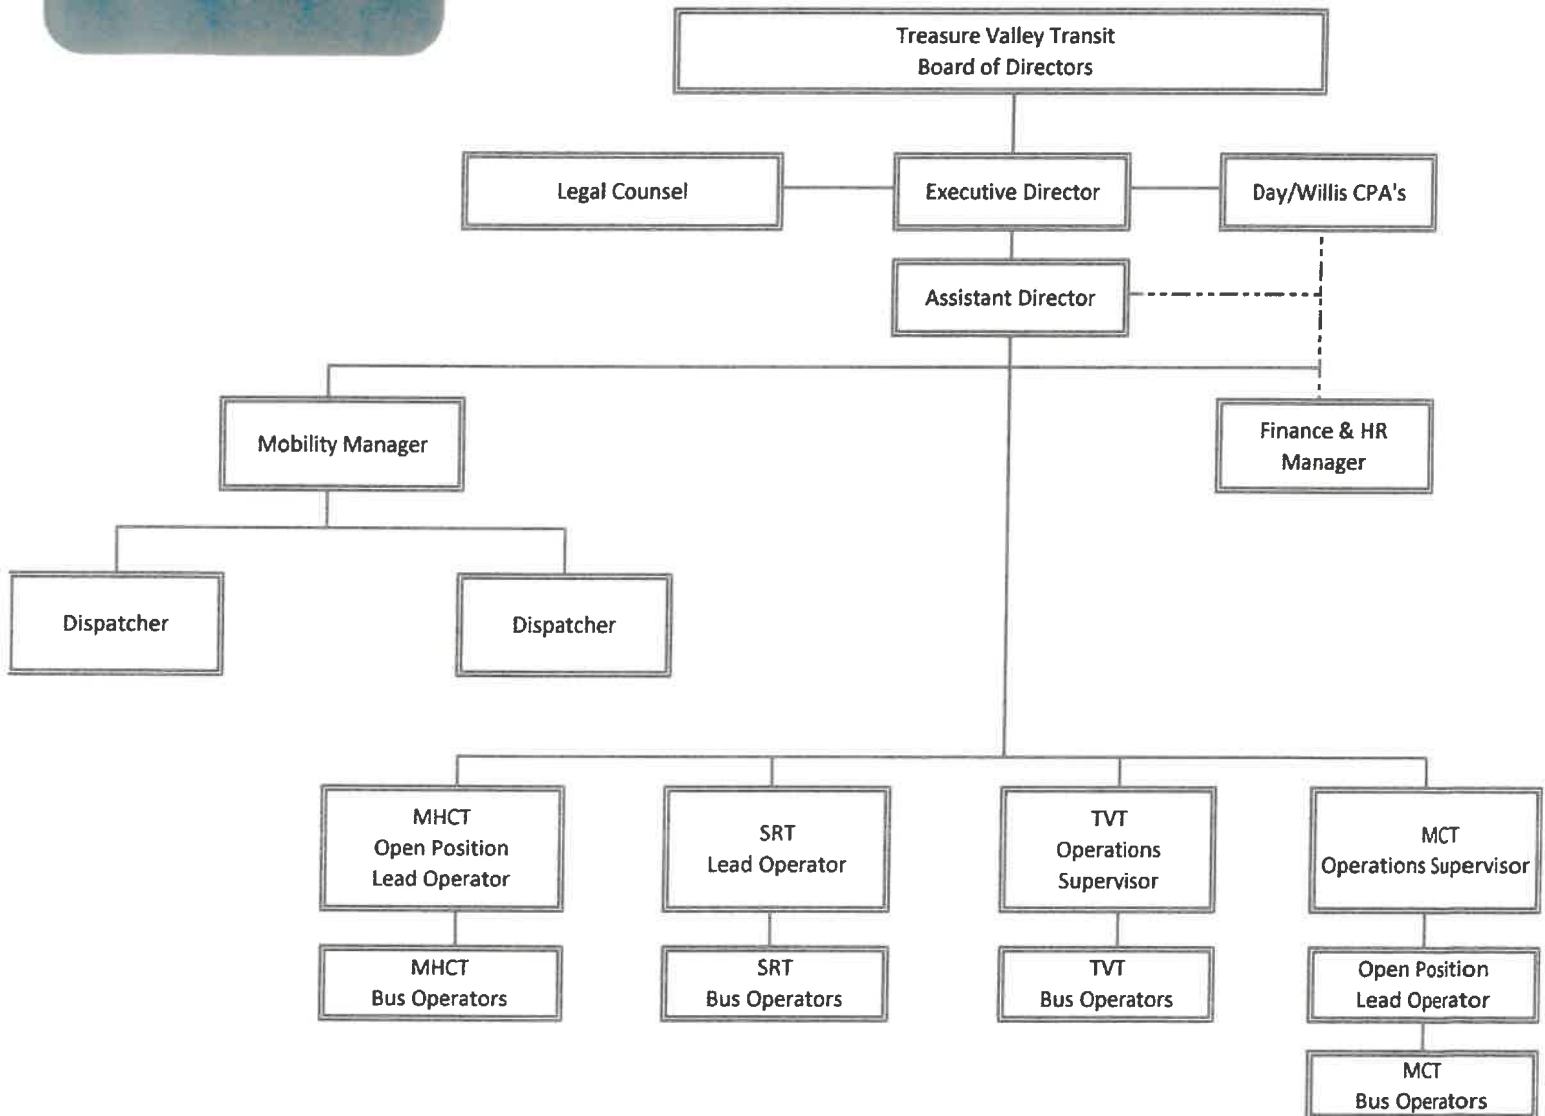 Treasure Valley Transit
Board of Directors
Legal Counsel
Executive Director
Day/Willis CPA's
Assistant Director
Mobility Manager
Finance & HR
Manager
Dispatcher
Dispatcher
MHCT
Open Position
Lead Operator
SRT
Lead Operator
TVT
Operations
Supervisor
MCT
Operations Supervisor
MHCT
Bus Operators
SRT
Bus Operators
TVT
Bus Operators
Open Position
Lead Operator
MCT
Bus Operators